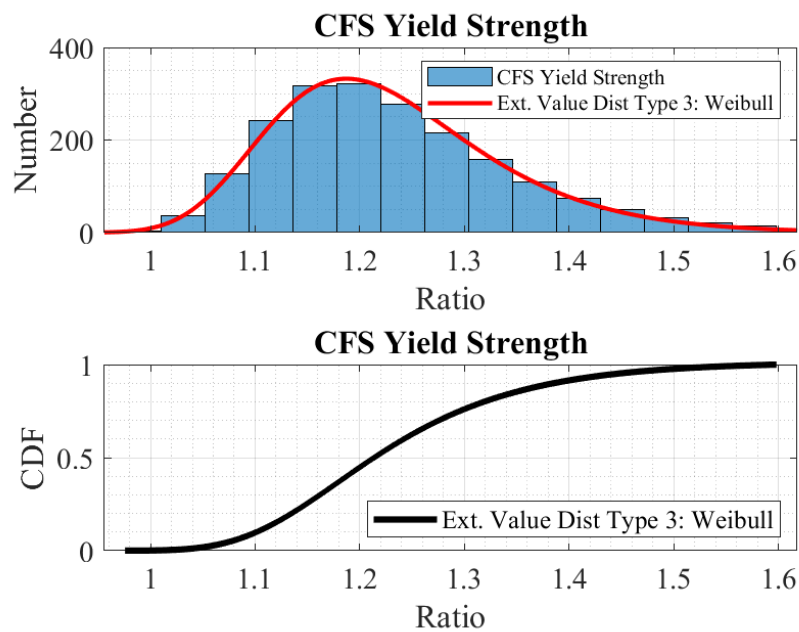 CFS Yield Strength
400
200
0
Number
CFS Yield Strength
Ext. Value Dist Type 3: Weibull
1 1.1 1.2 1.3 1.4 1.5 1.6
Ratio
CFS Yield Strength
1
0.5
0
CDF
Ext. Value Dist Type 3: Weibull
1 1.1 1.2 1.3 1.4 1.5 1.6
Ratio